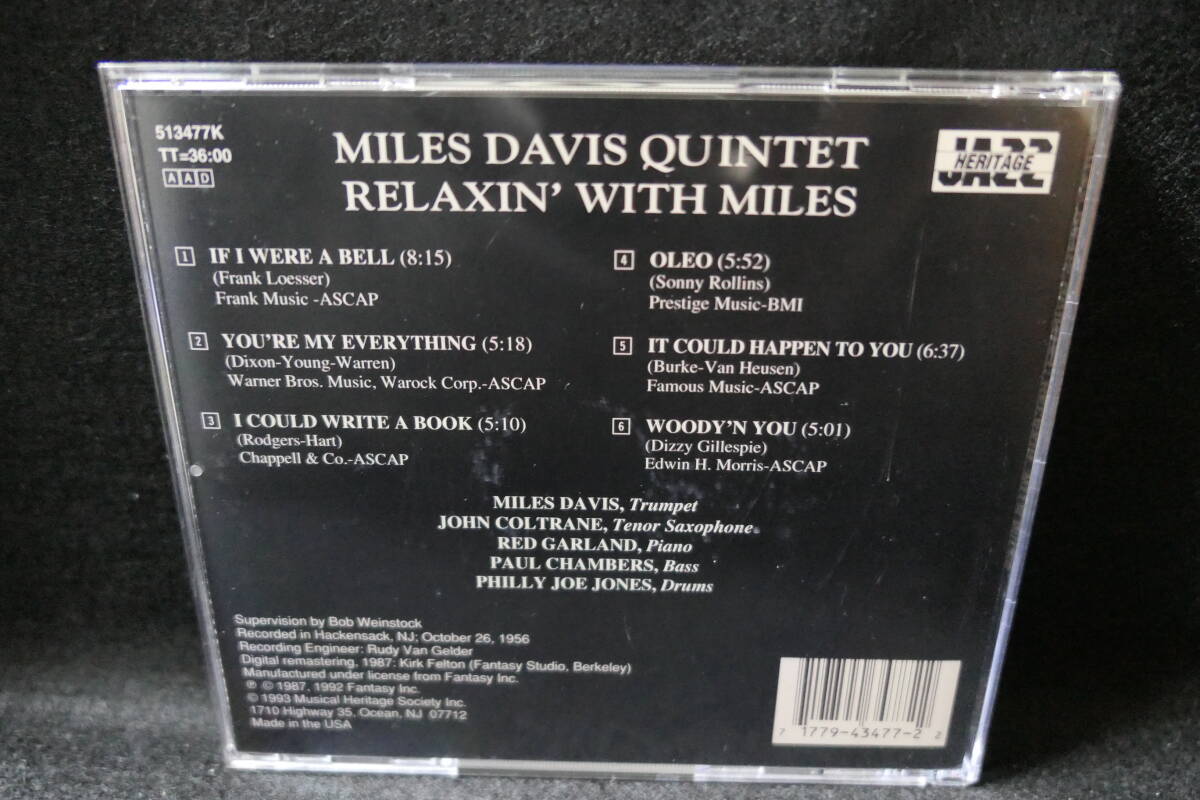 513477K
TT=36:00
AAD
MILES DAVIS QUINTET
RELAXIN' WITH MILES
JAZZ
HERITAGE
1 IF I WERE A BELL (8:15)
(Frank Loesser)
Frank Music -ASCAP
2 YOU'RE MY EVERYTHING (5:18)
(Dixon-Young-Warren)
Warner Bros. Music, Warock Corp.-ASCAP
3 I COULD WRITE A BOOK (5:10)
(Rodgers-Hart)
Chappell & Co.-ASCAP
4 OLEO (5:52)
(Sonny Rollins)
Prestige Music-BMI
5 IT COULD HAPPEN TO YOU (6:37)
(Burke-Van Heusen)
Famous Music-ASCAP
6 WOODY'N YOU (5:01)
(Dizzy Gillespie)
Edwin H. Morris-ASCAP
MILES DAVIS, Trumpet
JOHN COLTRANE, Tenor Saxophone
RED GARLAND, Piano
PAUL CHAMBERS, Bass
PHILLY JOE JONES, Drums
Supervision by Bob Weinstock
Recorded in Hackensack, NJ; October 26, 1956
Recording Engineer: Rudy Van Gelder
Digital remastering, 1987: Kirk Felton (Fantasy Studio, Berkeley)
Manufactured under license from Fantasy Inc.
℗ © 1987, 1992 Fantasy Inc.
© 1993 Musical Heritage Society Inc.
1710 Highway 35, Ocean, NJ 07712
Made in the USA
7 1779-43477-2 2